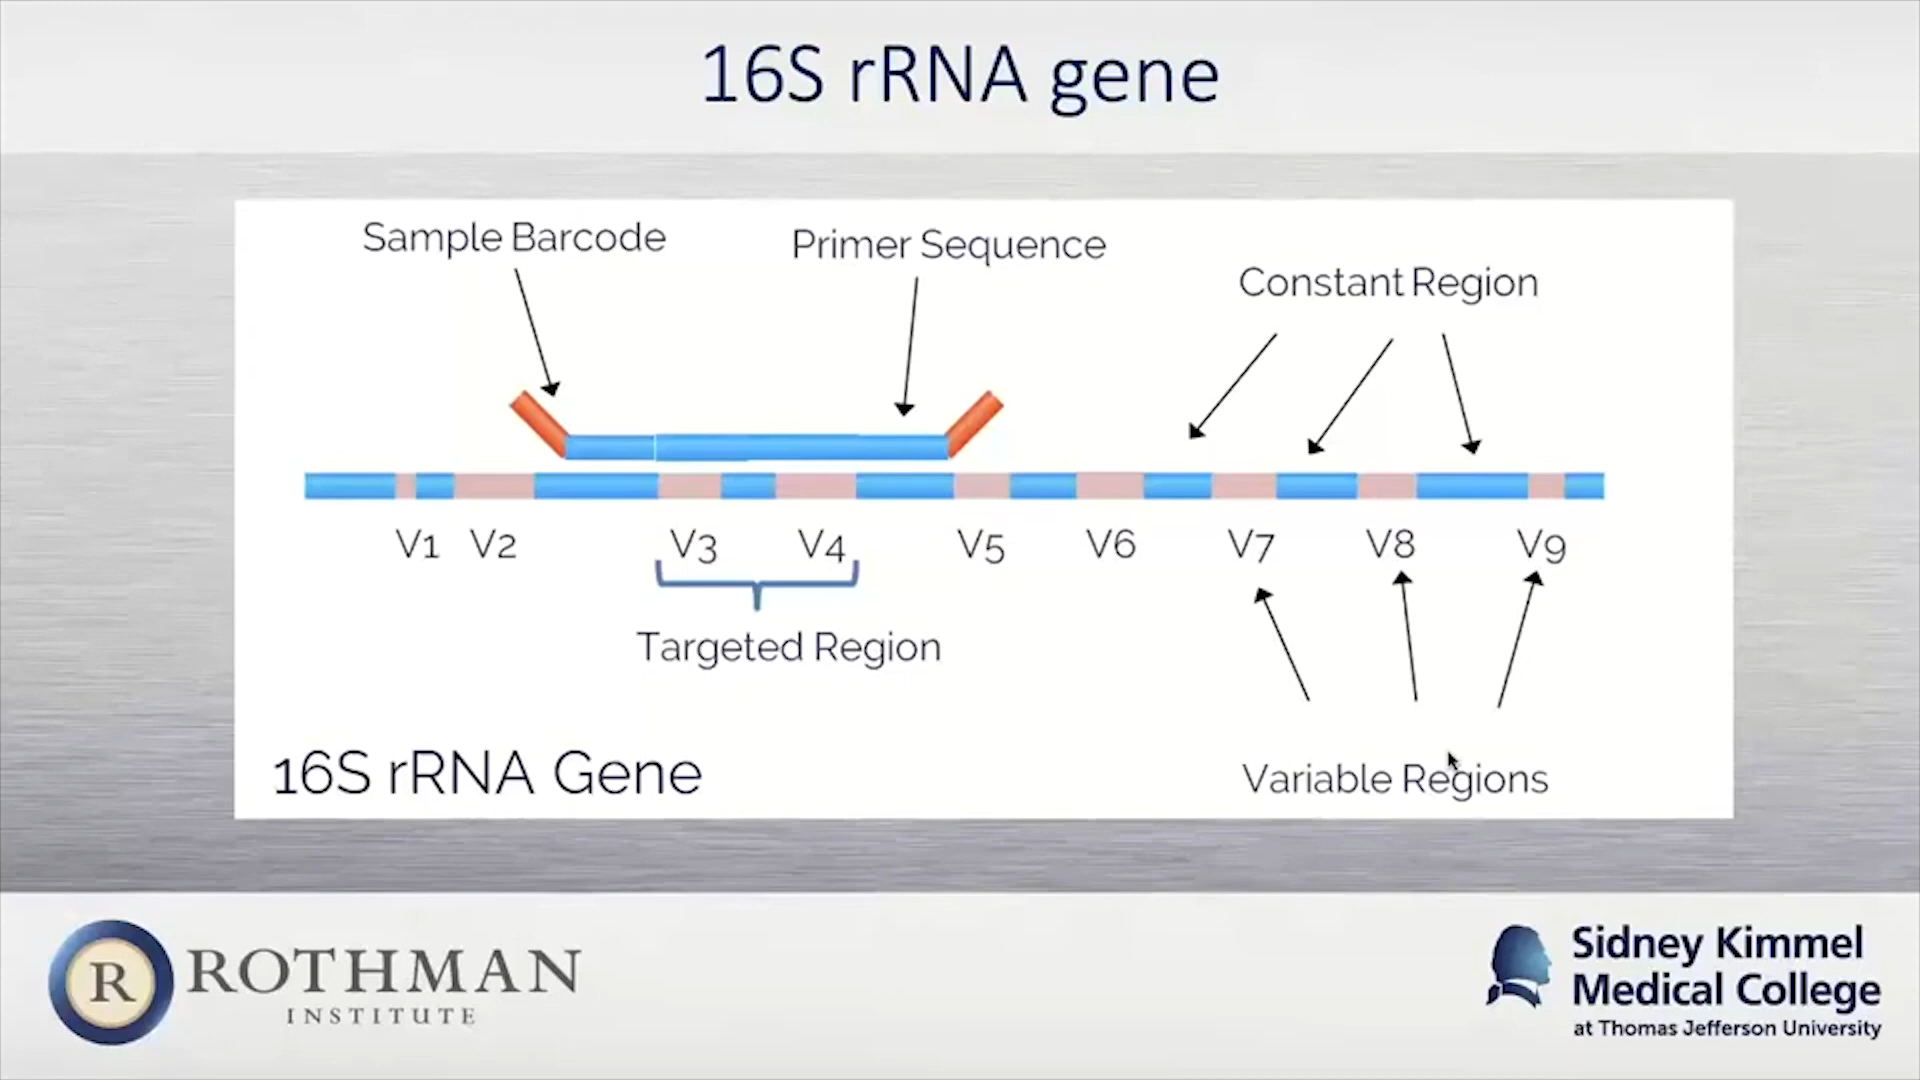 16S rRNA gene
Sample Barcode
Primer Sequence
Constant Region
V1 V2 V3 V4 V5 V6 V7 V8 V9
Targeted Region
16S rRNA Gene
Variable Regions
R
ROTHMAN
INSTITUTE
Sidney Kimmel
Medical College
at Thomas Jefferson University